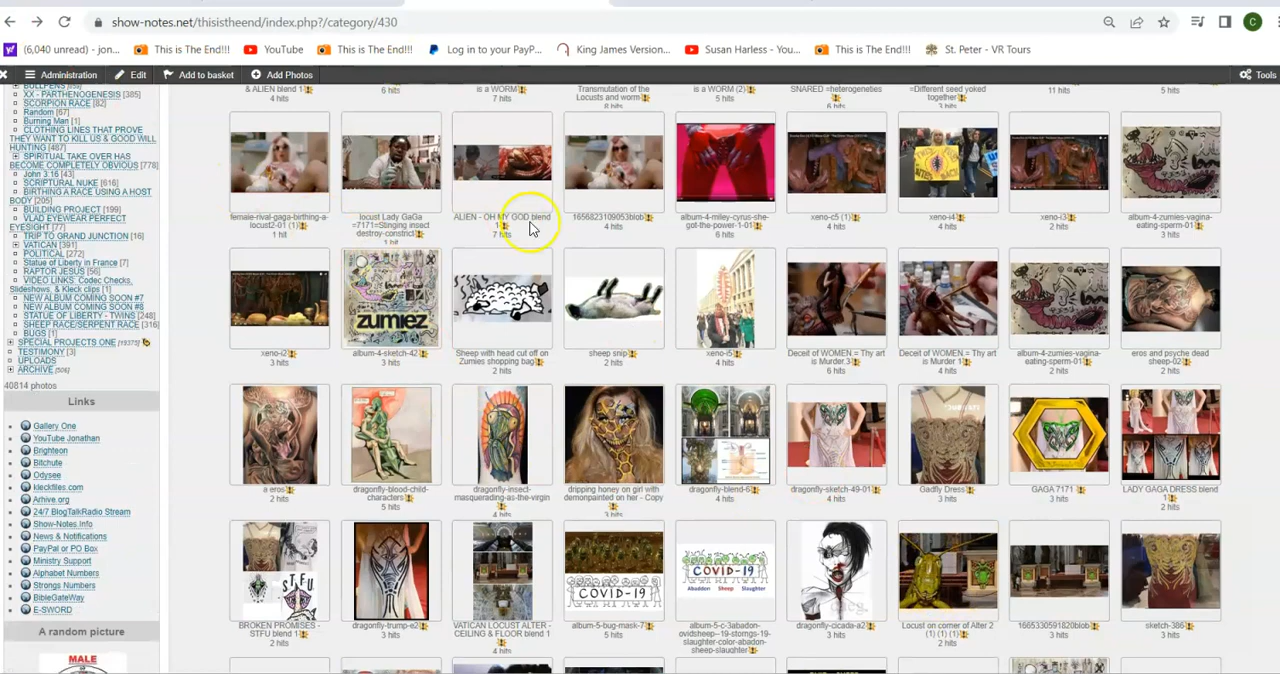 show-notes.net/thisistheend/index.php?/category/430
(6,040 unread) - jon...
This is The End!!!
YouTube
This is The End!!!
Log in to your PayP...
King James Version...
Susan Harless - You...
This is The End!!!
St. Peter - VR Tours
Administration
Edit
Add to basket
Add Photos
Tools
BULLPENS [89]
XX - PARTHENOGENESIS [385]
SCORPION RACE [82]
Random [67]
Burning Man [1]
CLOTHING LINES THAT PROVE
THEY WANT TO KILL US & GOOD WILL
HUNTING [487]
SPIRITUAL TAKE OVER HAS
BECOME COMPLETELY OBVIOUS [778]
John 3:16 [43]
SCRIPTURAL NUKE [616]
BIRTHING A RACE USING A HOST
BODY [205]
BUILDING PROJECT [199]
VLAD EYEWEAR PERFECT
EYESIGHT [77]
TRIP TO GRAND JUNCTION [16]
VATICAN [391]
POLITICAL [272]
Statue of Liberty in France [7]
RAPTOR JESUS [56]
VIDEO LINKS: Codec Checks,
Slideshows, & Kleck clips [1]
NEW ALBUM COMING SOON #7
NEW ALBUM COMING SOON #8
STATUE OF LIBERTY - TWINS [248]
SHEEP RACE/SERPENT RACE [316]
BUGS [1]
SPECIAL PROJECTS ONE [19375]
TESTIMONY [3]
UPLOADS
ARCHIVE [506]
40814 photos
Links
Gallery One
YouTube Jonathan
Brighteon
Bitchute
Odysee
kleckfiles.com
Arhive.org
24/7 BlogTalkRadio Stream
Show-Notes.Info
News & Notifications
PayPal or PO Box
Ministry Support
Alphabet Numbers
Strongs Numbers
BibleGateWay
E-SWORD
A random picture
MALE
& ALIEN blend 1
4 hits
6 hits
is a WORM
7 hits
Transmutation of the
Locusts and worm
8 hits
is a WORM (2)
5 hits
SNARED =heterogeneties
6 hits
=Different seed yoked
together
3 hits
11 hits
female-rival-gaga-birthing-a-
locust2-01 (1)
1 hit
locust Lady GaGa
=7171=Stinging insect
destroy-constrict
1 hit
ALIEN - OH MY GOD blend
1
7 hits
1656823109053blob
4 hits
album-4-miley-cyrus-she-
got-the-power-1-01
6 hits
xeno-c5 (1)
4 hits
xeno-i4
4 hits
xeno-i3
2 hits
album-4-zumies-vagina-
eating-sperm-01
3 hits
xeno-i2
3 hits
zumiez
album-4-sketch-42
3 hits
Sheep with head cut off on
Zumies shopping bag
2 hits
sheep snip
2 hits
xeno-i5
4 hits
Deceit of WOMEN = Thy art
is Murder.3
6 hits
Deceit of WOMEN = Thy art
is Murder 1
4 hits
album-4-zumies-vagina-
eating-sperm-01
2 hits
eros and psyche dead
sheep-02
2 hits
a eros
2 hits
dragonfly-blood-child-
characters
5 hits
dragonfly-insect-
masquerading-as-the-virgin
4 hits
dripping honey on girl with
demonpainted on her - Copy
3 hits
dragonfly-blend-6
4 hits
dragonfly-sketch-49-01
4 hits
Gadfly Dress
3 hits
GAGA 7171
3 hits
LADY GAGA DRESS blend
1
2 hits
STFU
BROKEN PROMISES -
STFU blend 1
2 hits
dragonfly-trump-e2
3 hits
VATICAN LOCUST ALTER -
CEILING & FLOOR blend 1
4 hits
COVID-19
album-5-bug-mask-7
5 hits
COVID-19
Abadden Sheep Slaughter
album-5-c-3abadon-
ovidsheep--19-storngs-19-
slaughter-color-abadon-
sheep-slaughter
dragonfly-cicada-a2
3 hits
Locust on corner of Alter 2
(1) (1) (1)
2 hits
1665330591820blob
3 hits
sketch-386
3 hits